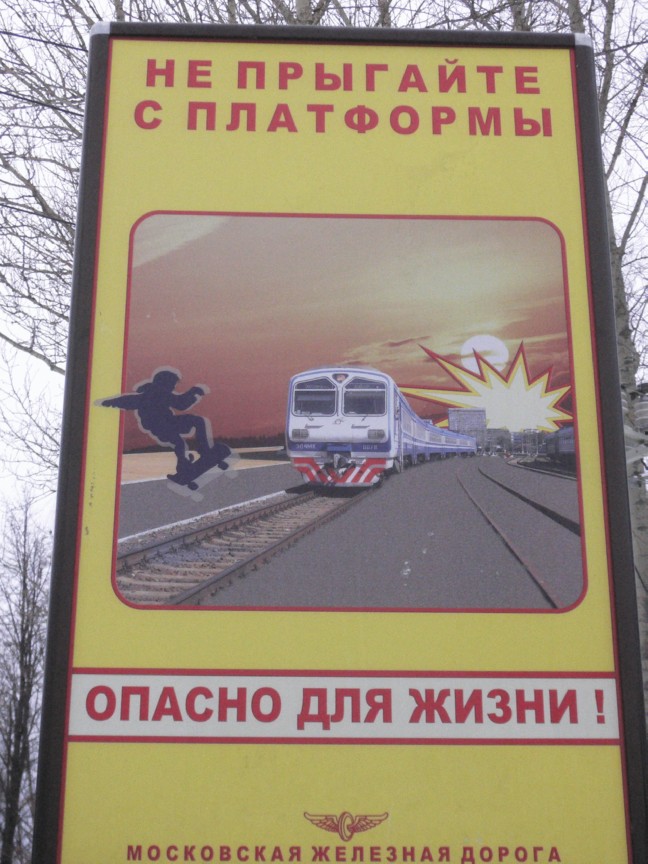 НЕ ПРЫГАЙТЕ
С ПЛАТФОРМЫ
ОПАСНО ДЛЯ ЖИЗНИ !
МОСКОВСКАЯ ЖЕЛЕЗНАЯ ДОРОГА